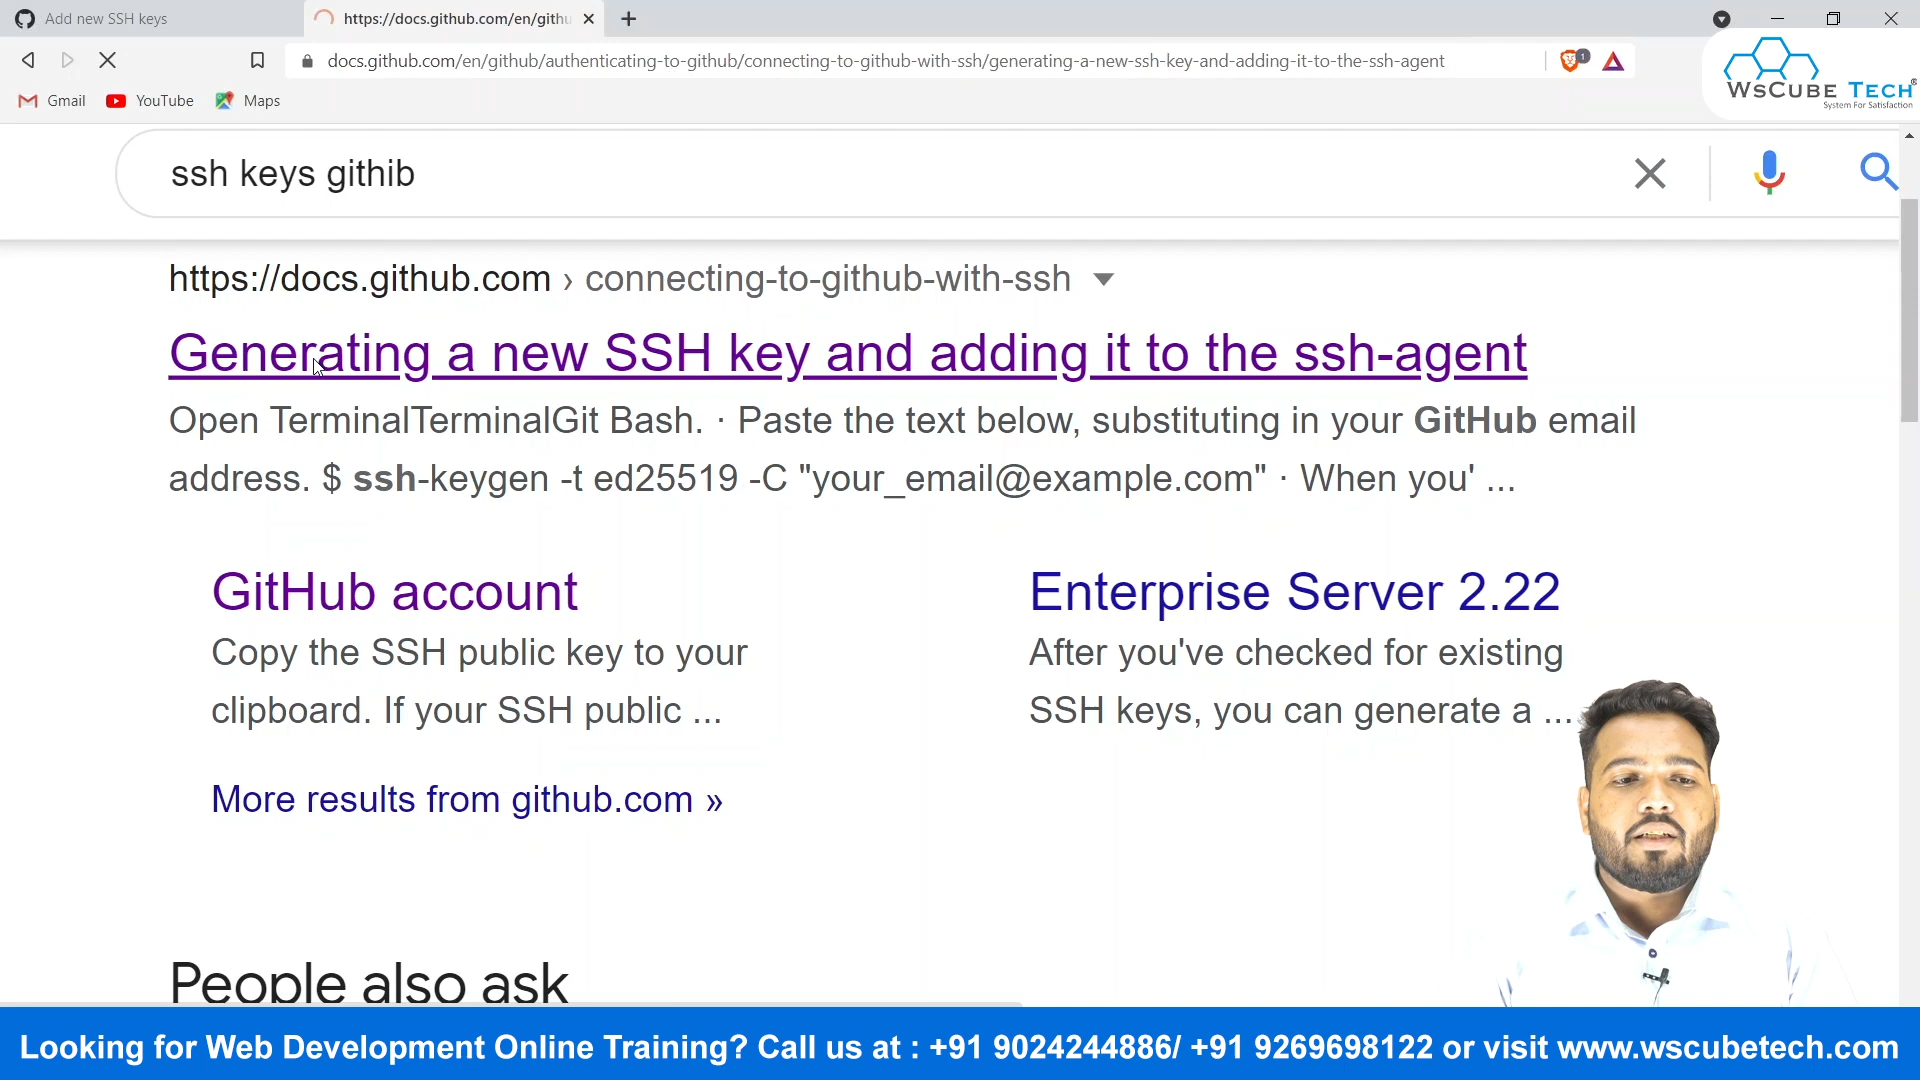 Add new SSH keys
https://docs.github.com/en/githu
docs.github.com/en/github/authenticating-to-github/connecting-to-github-with-ssh/generating-a-new-ssh-key-and-adding-it-to-the-ssh-agent
1
Gmail
YouTube
Maps
WsCube Tech®
System For Satisfaction
ssh keys githib
https://docs.github.com › connecting-to-github-with-ssh
Generating a new SSH key and adding it to the ssh-agent
Open TerminalTerminalGit Bash. · Paste the text below, substituting in your GitHub email
address. $ ssh-keygen -t ed25519 -C "your_email@example.com" · When you' ...
GitHub account
Copy the SSH public key to your
clipboard. If your SSH public ...
Enterprise Server 2.22
After you've checked for existing
SSH keys, you can generate a ...
More results from github.com »
People also ask
Looking for Web Development Online Training? Call us at : +91 9024244886/ +91 9269698122 or visit www.wscubetech.com